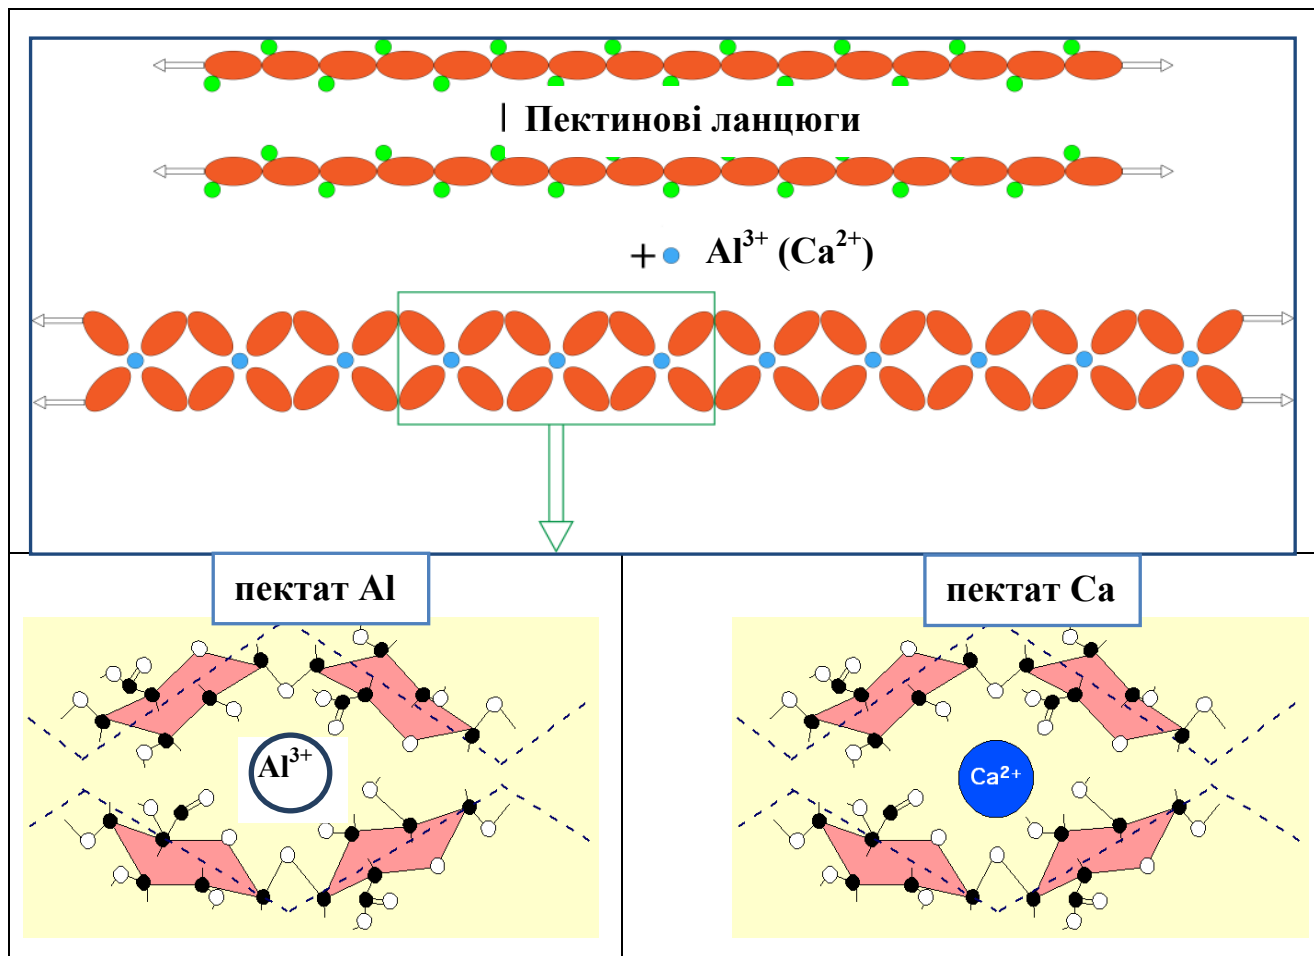 Пектинові ланцюги
+ Al³⁺ (Ca²⁺)
пектат Al
пектат Ca
Al³⁺
Ca²⁺